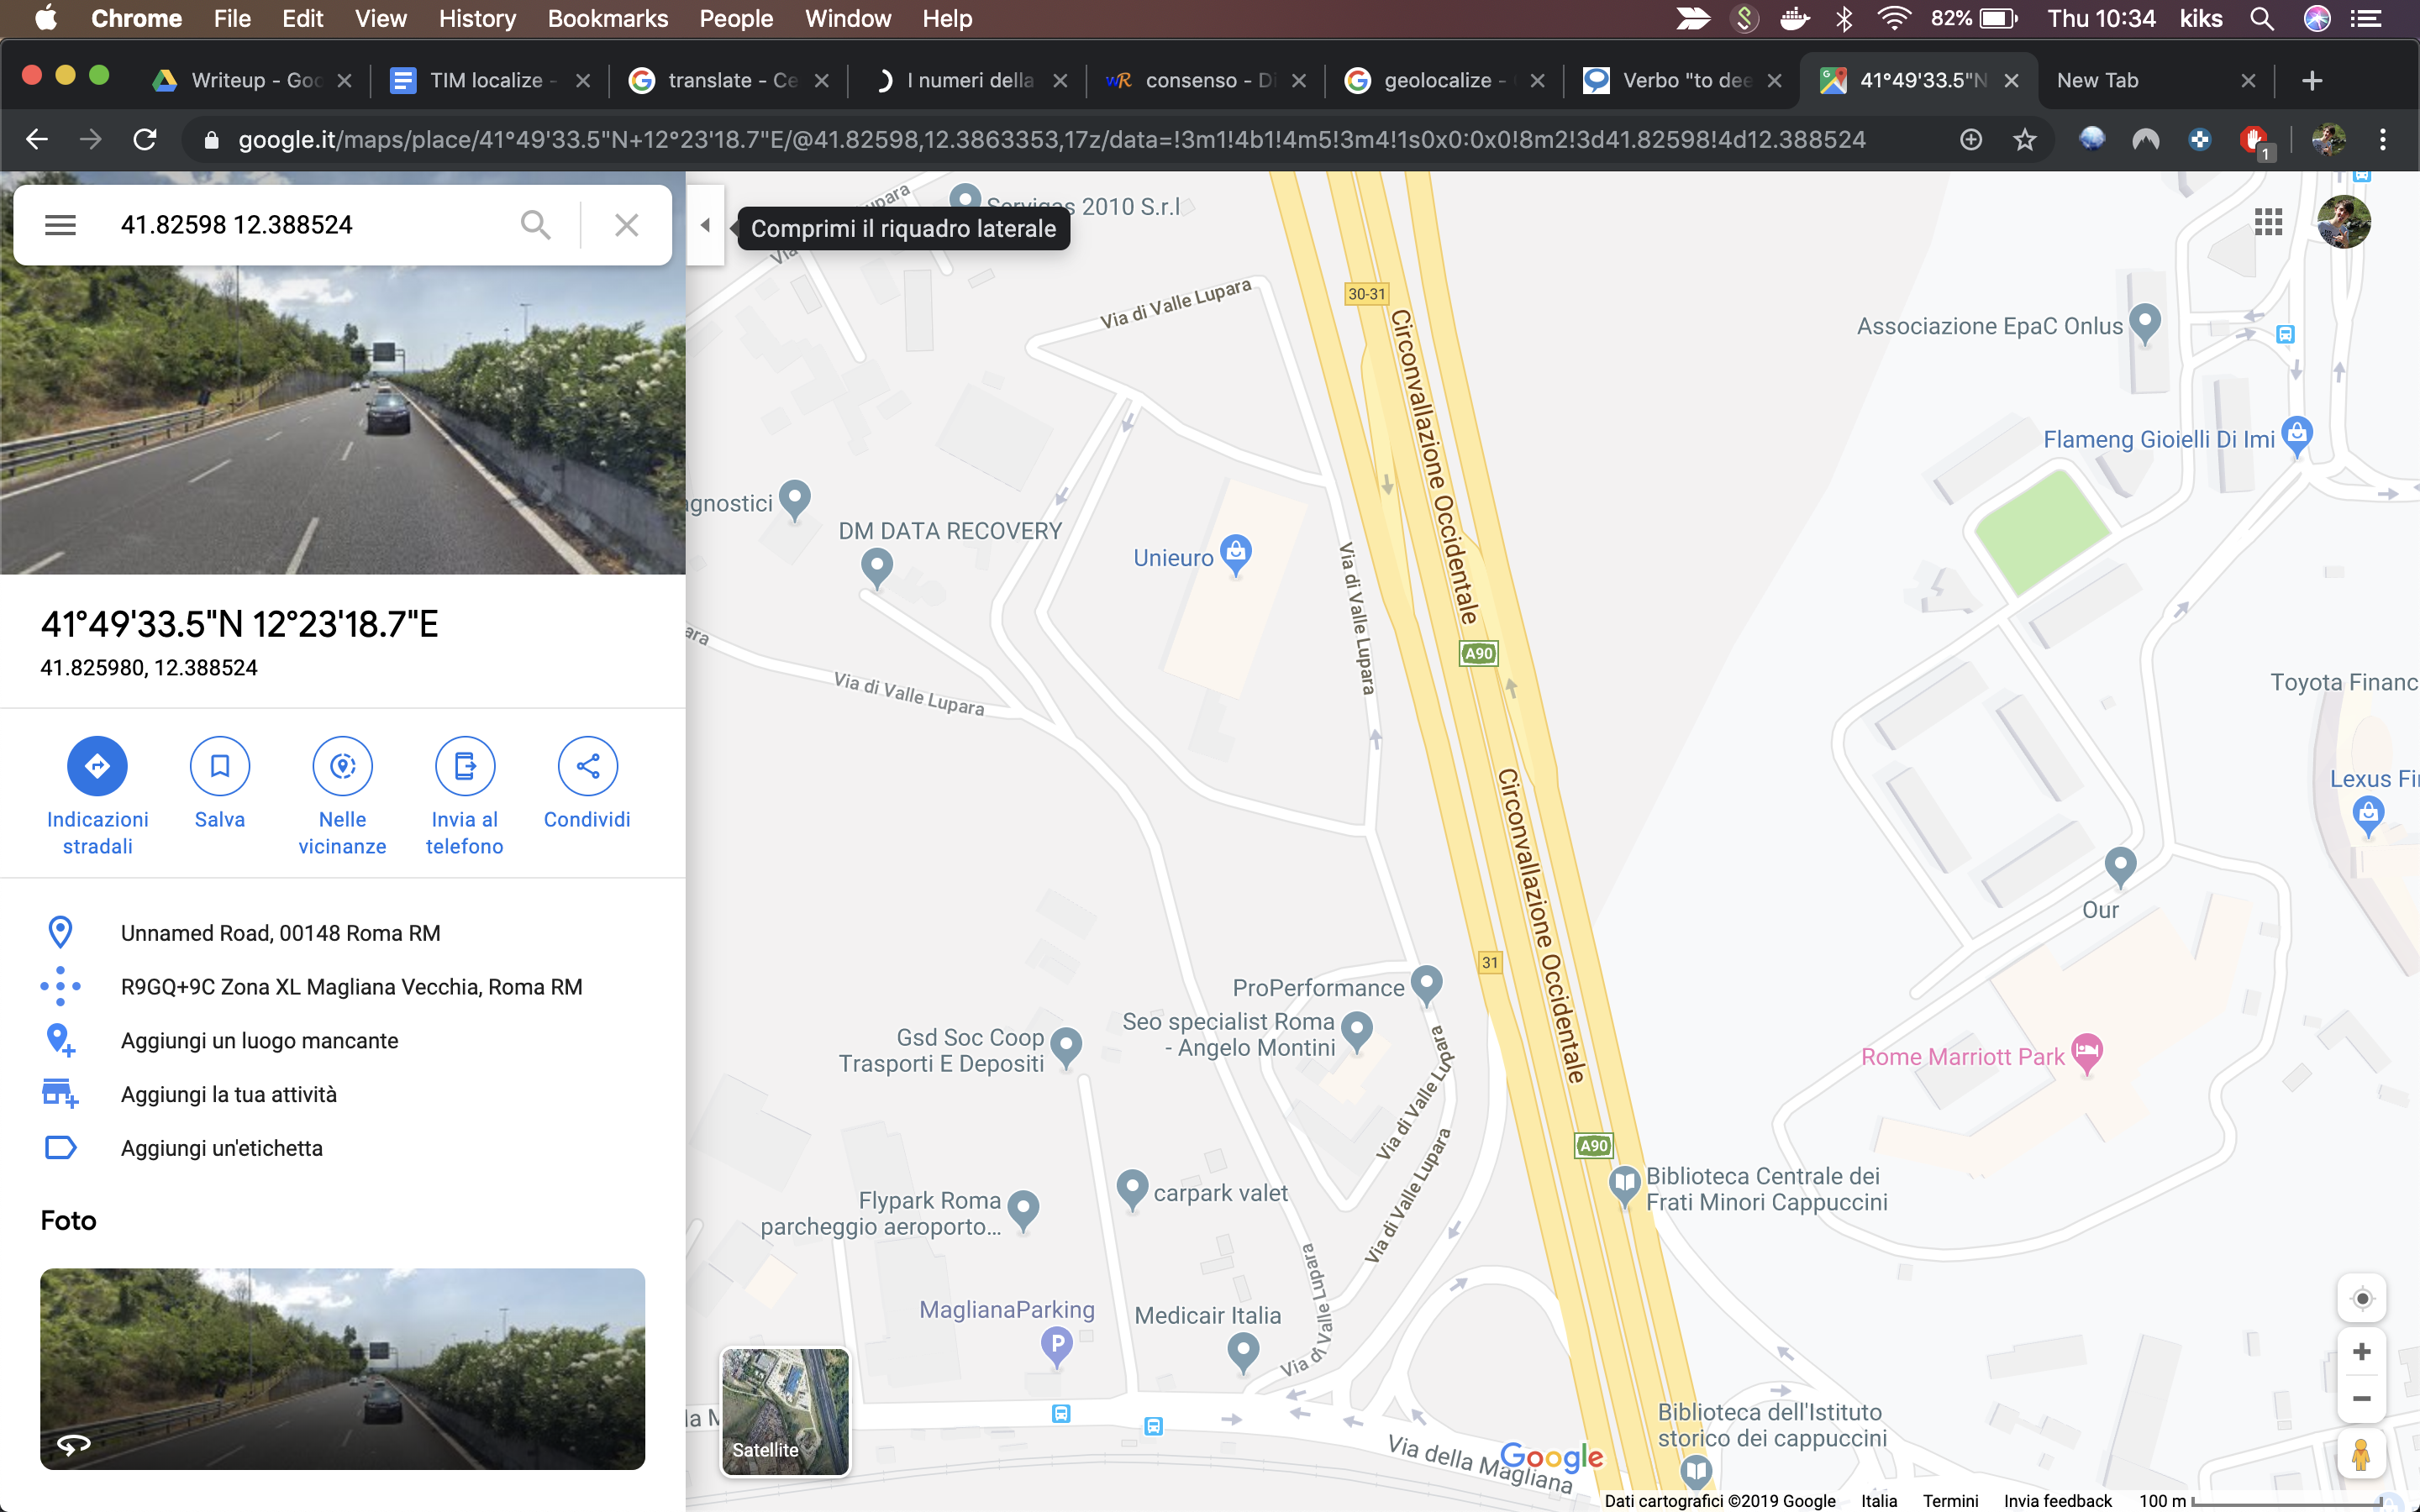 Chrome File Edit View History Bookmarks People Window Help
82% Thu 10:34 kiks
Writeup - Goo
TIM localize -
translate - Ce
I numeri della
wR consenso - Di
geolocalize -
Verbo "to dee
41°49'33.5"N
New Tab
google.it/maps/place/41°49'33.5"N+12°23'18.7"E/@41.82598,12.3863353,17z/data=!3m1!4b1!4m5!3m4!1s0x0:0x0!8m2!3d41.82598!4d12.388524
1
41.82598 12.388524
Comprimi il riquadro laterale
41°49'33.5"N 12°23'18.7"E
41.825980, 12.388524
Indicazioni
stradali
Salva
Nelle
vicinanze
Invia al
telefono
Condividi
Unnamed Road, 00148 Roma RM
R9GQ+9C Zona XL Magliana Vecchia, Roma RM
Aggiungi un luogo mancante
Aggiungi la tua attività
Aggiungi un'etichetta
Foto
Servigas 2010 S.r.l
upara
Via
Via di Valle Lupara
30-31
Circonvallazione Occidentale
Associazione EpaC Onlus
Flameng Gioielli Di Imi
agnostici
DM DATA RECOVERY
Unieuro
Via di Valle Lupara
A90
ara
Via di Valle Lupara
Toyota Financ
Lexus Fi
Circonvallazione Occidentale
Our
31
ProPerformance
Seo specialist Roma
- Angelo Montini
Gsd Soc Coop
Trasporti E Depositi
Via di Valle Lupara
Rome Marriott Park
A90
Via di Valle Lupara
Biblioteca Centrale dei
Frati Minori Cappuccini
carpark valet
Flypark Roma
parcheggio aeroporto...
MaglianaParking
P
Medicair Italia
Via di Valle Lupara
Biblioteca dell'Istituto
storico dei cappuccini
la M
Via della Magliana
Satellite
Google
Dati cartografici ©2019 Google Italia Termini Invia feedback 100 m